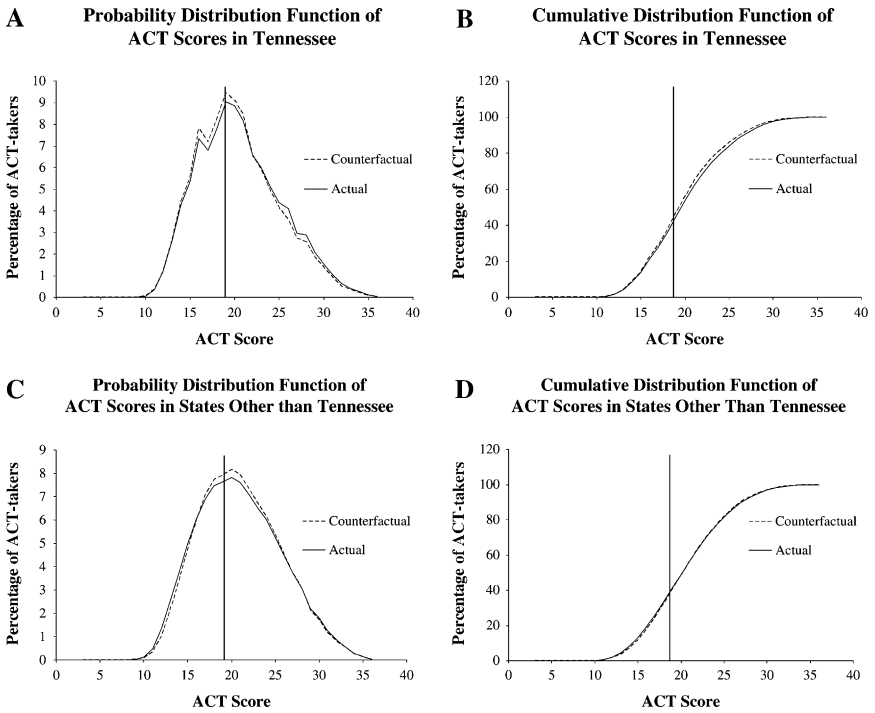 A
Probability Distribution Function of
ACT Scores in Tennessee
Percentage of ACT-takers
10
9
8
7
6
5
4
3
2
1
0
0 5 10 15 20 25 30 35 40
ACT Score
Counterfactual
Actual
B
Cumulative Distribution Function of
ACT Scores in Tennessee
Percentage of ACT-takers
120
100
80
60
40
20
0
0 5 10 15 20 25 30 35 40
ACT Score
Counterfactual
Actual
C
Probability Distribution Function of
ACT Scores in States Other than Tennessee
Percentage of ACT-takers
9
8
7
6
5
4
3
2
1
0
0 5 10 15 20 25 30 35 40
ACT Score
Counterfactual
Actual
D
Cumulative Distribution Function of
ACT Scores in States Other Than Tennessee
Percentage of ACT-takers
120
100
80
60
40
20
0
0 5 10 15 20 25 30 35 40
ACT Score
Counterfactual
Actual